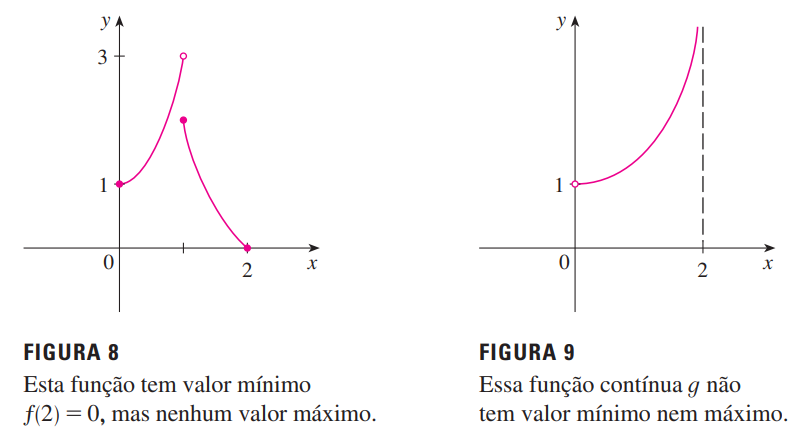 y
3
1
0
2
x
FIGURA 8
Esta função tem valor mínimo
f(2) = 0, mas nenhum valor máximo.
y
1
0
2
x
FIGURA 9
Essa função contínua g não
tem valor mínimo nem máximo.